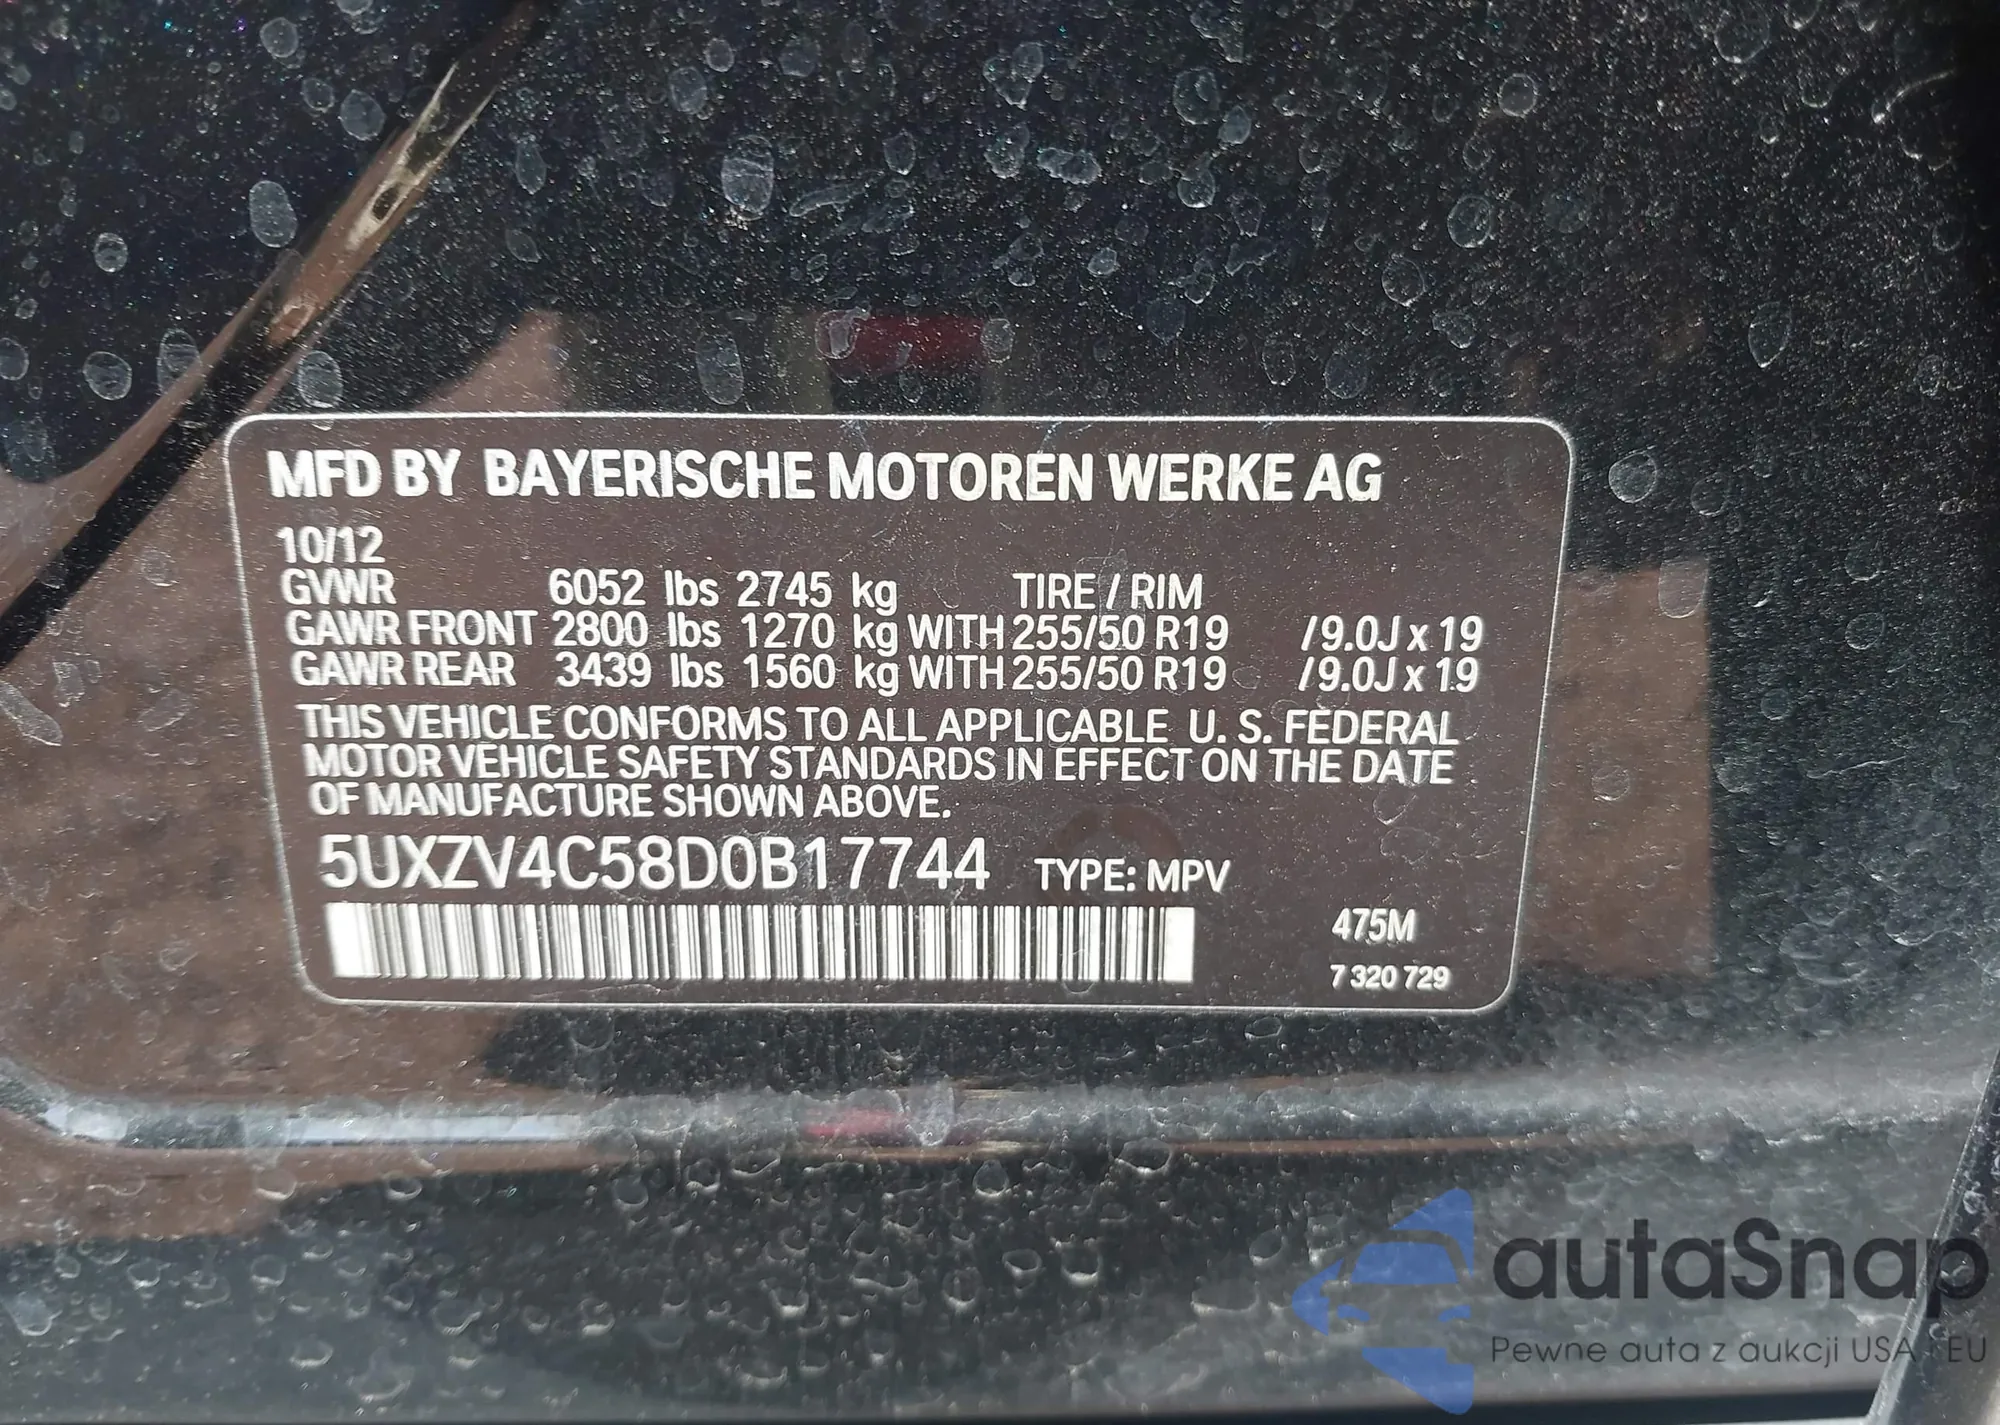 MFD BY BAYERISCHE MOTOREN WERKE AG
10/12
GVWR 6052 lbs 2745 kg TIRE / RIM
GAWR FRONT 2800 lbs 1270 kg WITH 255/50 R19 /9.0J x 19
GAWR REAR 3439 lbs 1560 kg WITH 255/50 R19 /9.0J x 19
THIS VEHICLE CONFORMS TO ALL APPLICABLE U. S. FEDERAL
MOTOR VEHICLE SAFETY STANDARDS IN EFFECT ON THE DATE
OF MANUFACTURE SHOWN ABOVE.
5UXZV4C58D0B17744 TYPE: MPV
475M
7 320 729
autaSnap
Pewne auta z aukcji USA i EU